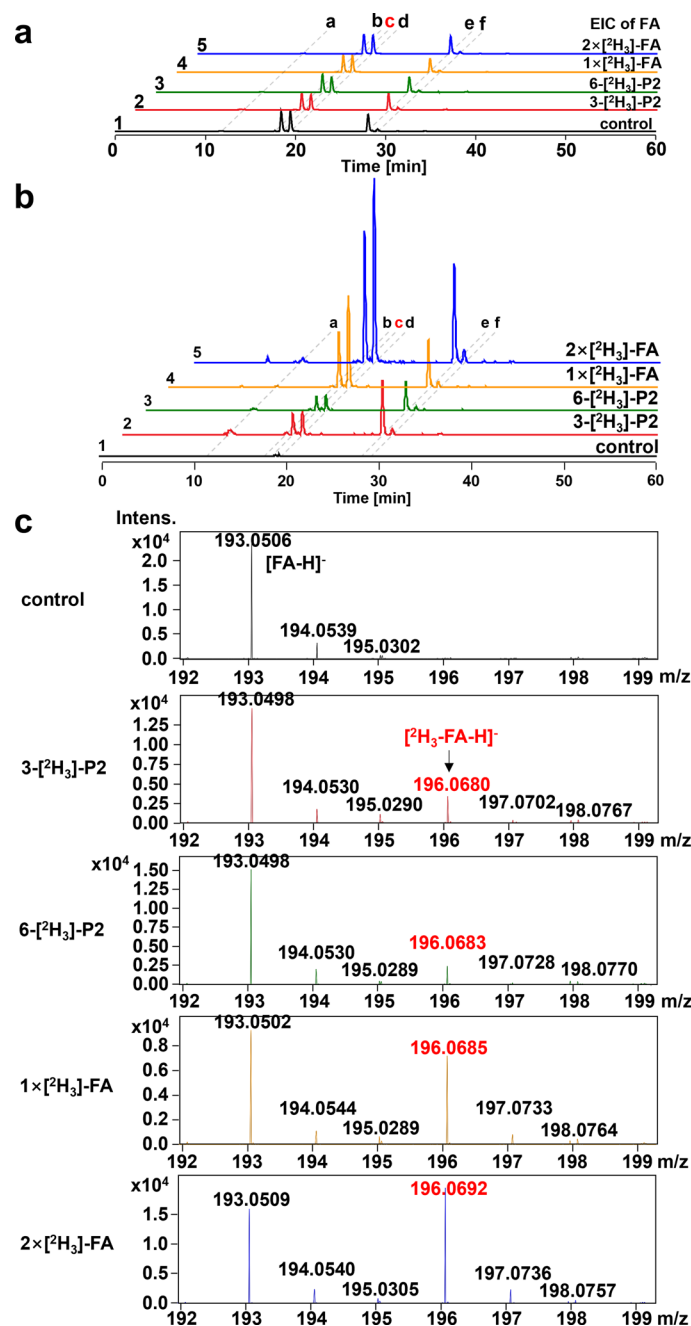 a
a b c d e f EIC of FA
5 2×[²H₃]-FA
4 1×[²H₃]-FA
3 6-[²H₃]-P2
2 3-[²H₃]-P2
1 control
0 10 20 30 40 50 60
Time [min]
b
a b c d e f
5 2×[²H₃]-FA
4 1×[²H₃]-FA
3 6-[²H₃]-P2
2 3-[²H₃]-P2
1 control
0 10 20 30 40 50 60
Time [min]
c
Intens.
x10⁴
193.0506
[FA-H]⁻
2.0
1.5
control
1.0
194.0539
0.5
195.0302
0.0
192 193 194 195 196 197 198 199 m/z
x10⁴
193.0498
1.25
[²H₃-FA-H]⁻
1.00
3-[²H₃]-P2
0.75
0.50
194.0530 195.0290 196.0680 197.0702 198.0767
0.25
0.00
192 193 194 195 196 197 198 199 m/z
x10⁴
193.0498
1.50
1.25
1.00
6-[²H₃]-P2
0.75
0.50
194.0530 195.0289 196.0683 197.0728 198.0770
0.25
0.00
192 193 194 195 196 197 198 199 m/z
x10⁴
193.0502
0.8
196.0685
0.6
1×[²H₃]-FA
0.4
0.2
194.0544 195.0289 197.0733 198.0764
0.0
192 193 194 195 196 197 198 199 m/z
x10⁴
193.0509
196.0692
1.5
2×[²H₃]-FA
1.0
0.5
194.0540 195.0305 197.0736 198.0757
0.0
192 193 194 195 196 197 198 199 m/z